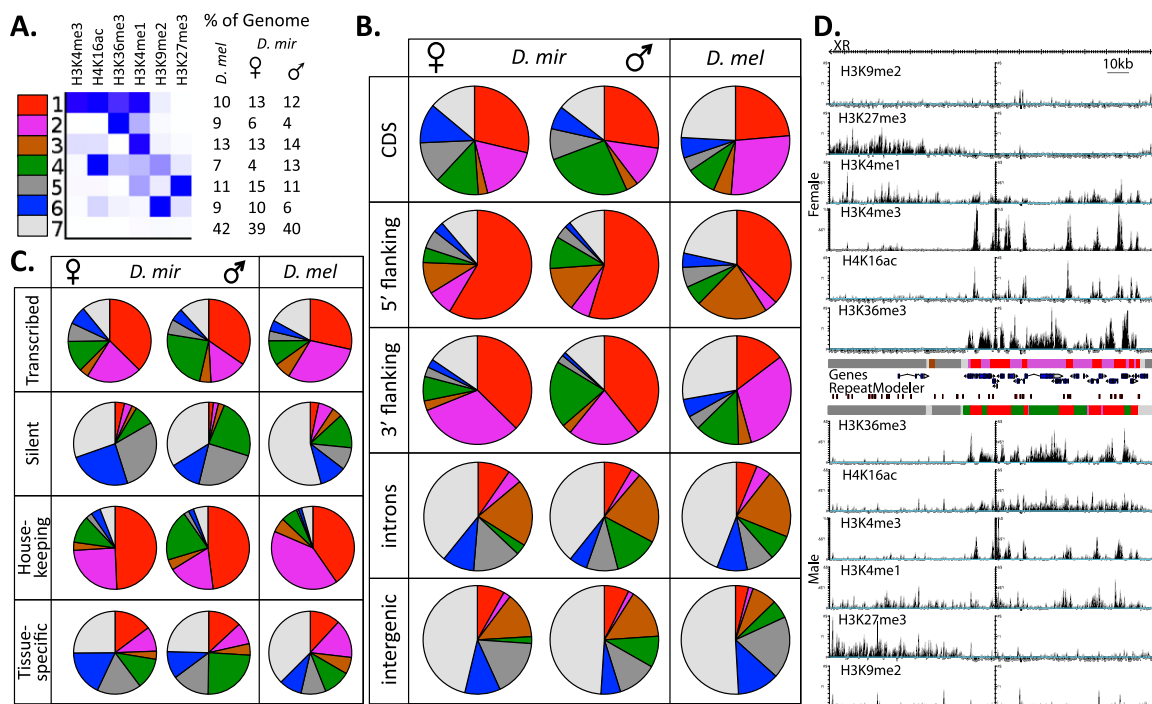 A.
H3K4me3
H4K16ac
H3K36me3
H3K4me1
H3K9me2
H3K27me3
% of Genome
D. mel
D. mir
♀
♂
1 10 13 12
2 9 6 4
3 13 13 14
4 7 4 13
5 11 15 11
6 9 10 6
7 42 39 40
B.
♀ D. mir ♂ D. mel
CDS
5’ flanking
3’ flanking
introns
intergenic
C.
♀ D. mir ♂ D. mel
Transcribed
Silent
House-
keeping
Tissue-
specific
D.
XR
10kb
Female
H3K9me2
H3K27me3
H3K4me1
H3K4me3
H4K16ac
H3K36me3
Genes
RepeatModeler
Male
H3K36me3
H4K16ac
H3K4me3
H3K4me1
H3K27me3
H3K9me2